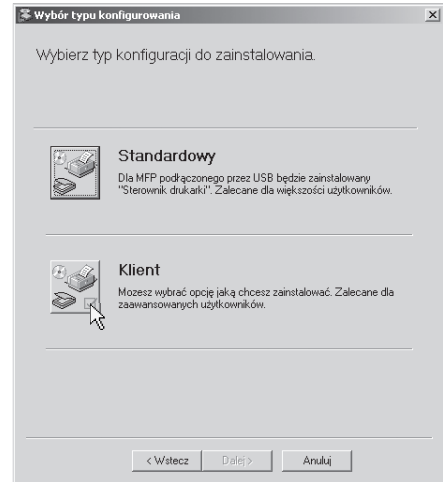 Wybór typu konfigurowania
Wybierz typ konfiguracji do zainstalowania.
Standardowy
Dla MFP podłączonego przez USB będzie zainstalowany
"Sterownik drukarki". Zalecane dla większości użytkowników.
Klient
Mozesz wybrać opcję jaką chcesz zainstalować. Zalecane dla
zaawansowanych użytkowników.
< Wstecz
Dalej >
Anuluj